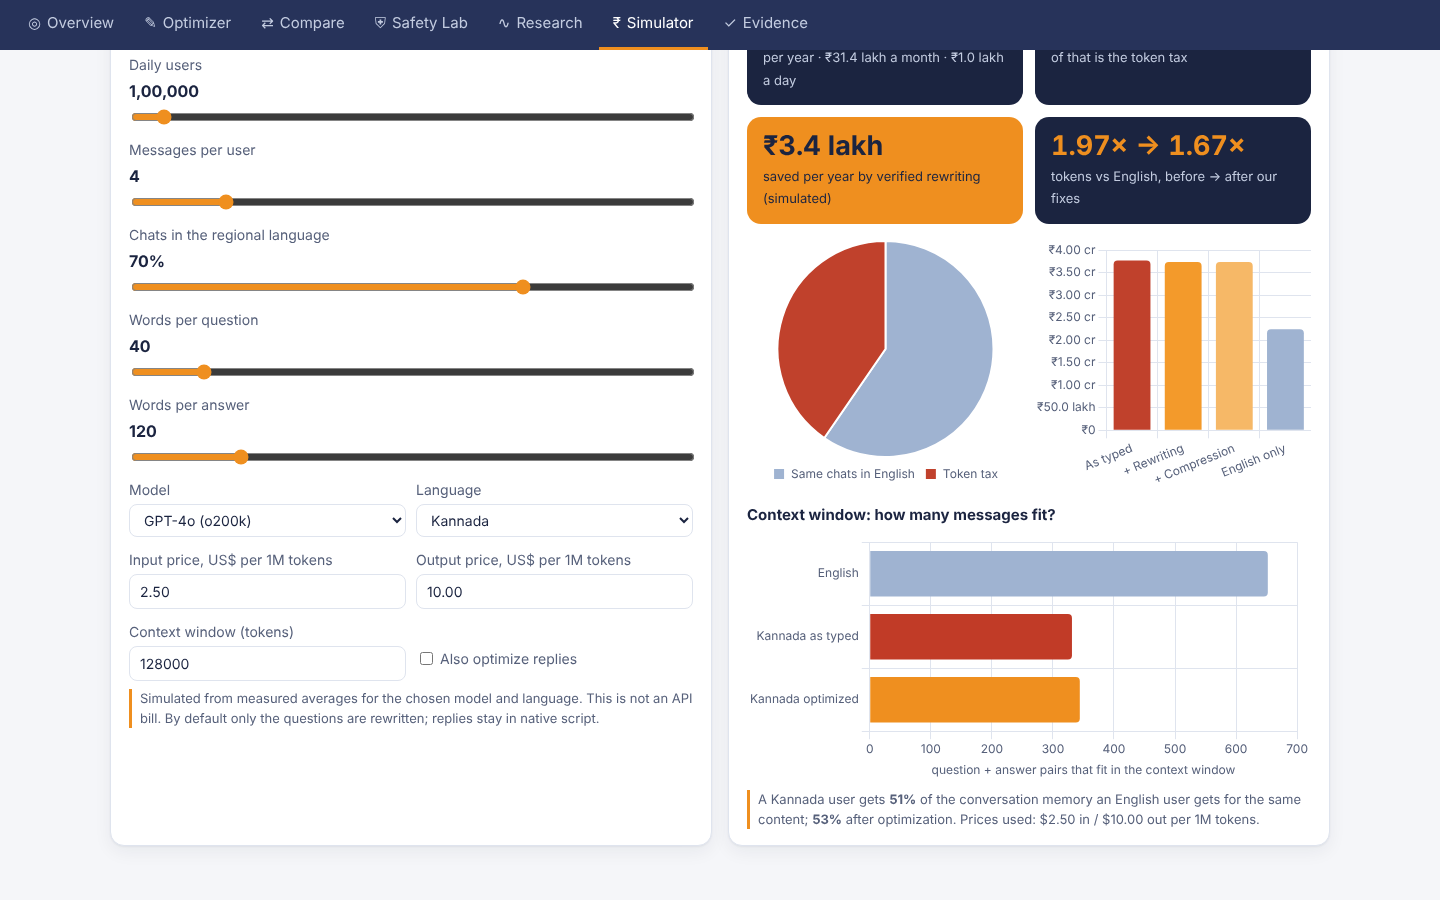 ◎ Overview
✎ Optimizer
⇄ Compare
⛨ Safety Lab
∿ Research
₹ Simulator
✓ Evidence
Daily users
1,00,000
Messages per user
4
Chats in the regional language
70%
Words per question
40
Words per answer
120
Model
Language
GPT-4o (o200k)
Kannada
Input price, US$ per 1M tokens
Output price, US$ per 1M tokens
2.50
10.00
Context window (tokens)
128000
Also optimize replies
Simulated from measured averages for the chosen model and language. This is not an API
bill. By default only the questions are rewritten; replies stay in native script.
per year · ₹31.4 lakh a month · ₹1.0 lakh
a day
of that is the token tax
₹3.4 lakh
saved per year by verified rewriting
(simulated)
1.97× → 1.67×
tokens vs English, before → after our
fixes
Same chats in English
Token tax
₹4.00 cr
₹3.50 cr
₹3.00 cr
₹2.50 cr
₹2.00 cr
₹1.50 cr
₹1.00 cr
₹50.0 lakh
₹0
As typed
+ Rewriting
+ Compression
English only
Context window: how many messages fit?
English
Kannada as typed
Kannada optimized
0 100 200 300 400 500 600 700
question + answer pairs that fit in the context window
A Kannada user gets 51% of the conversation memory an English user gets for the same
content; 53% after optimization. Prices used: $2.50 in / $10.00 out per 1M tokens.